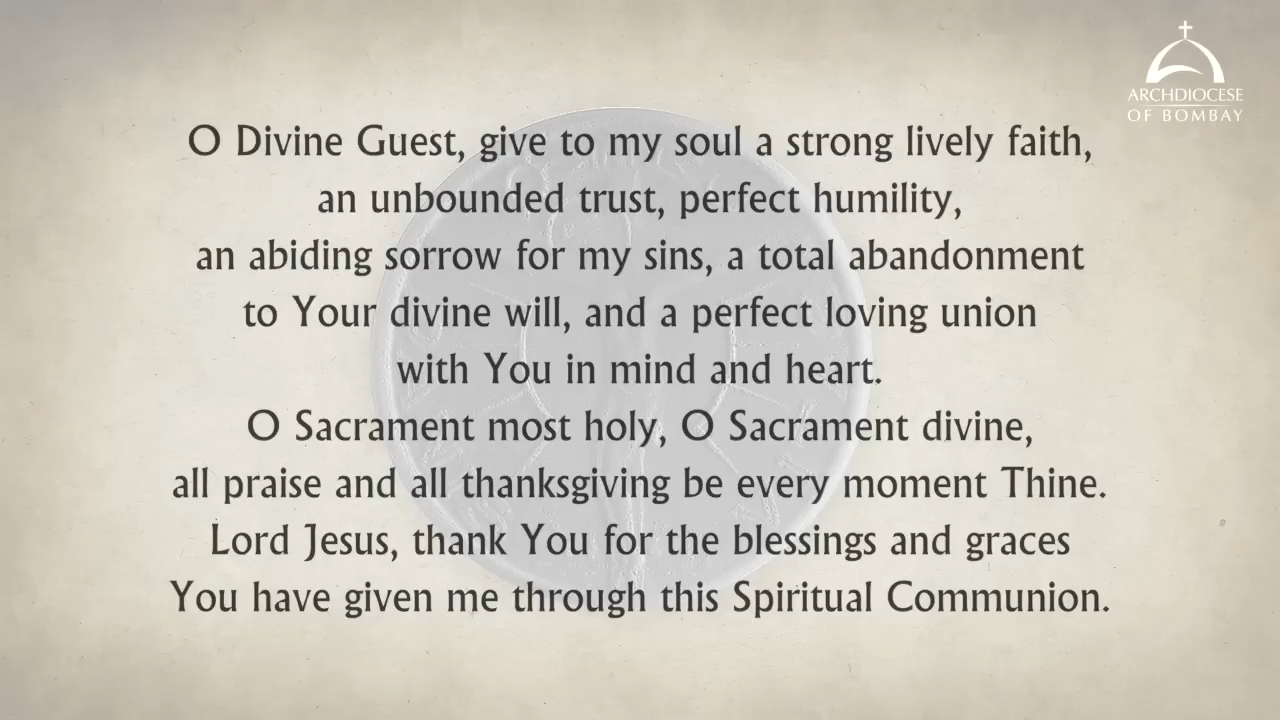 ARCHDIOCESE
OF BOMBAY
O Divine Guest, give to my soul a strong lively faith,
an unbounded trust, perfect humility,
an abiding sorrow for my sins, a total abandonment
to Your divine will, and a perfect loving union
with You in mind and heart.
O Sacrament most holy, O Sacrament divine,
all praise and all thanksgiving be every moment Thine.
Lord Jesus, thank You for the blessings and graces
You have given me through this Spiritual Communion.